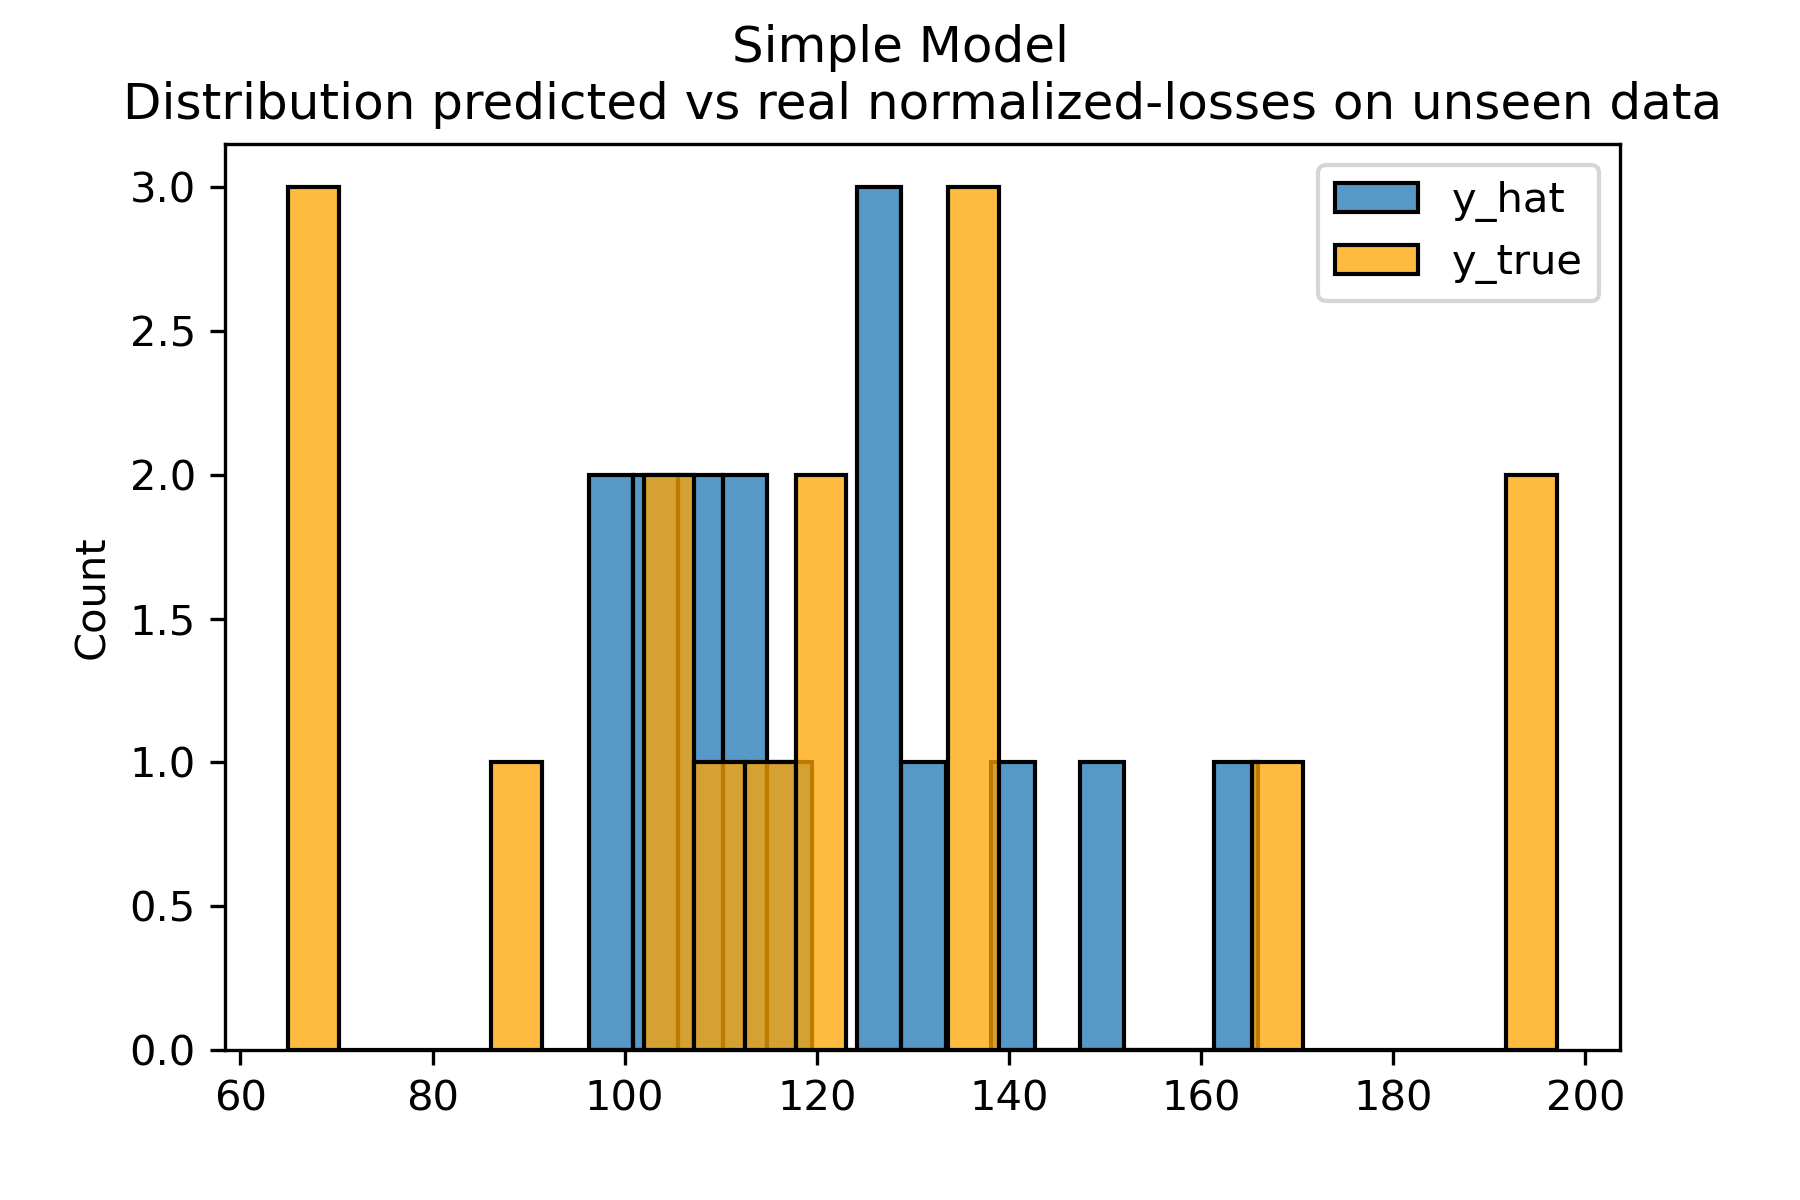 Simple Model
Distribution predicted vs real normalized-losses on unseen data
y_hat
y_true
Count
3.0
2.5
2.0
1.5
1.0
0.5
0.0
60 80 100 120 140 160 180 200